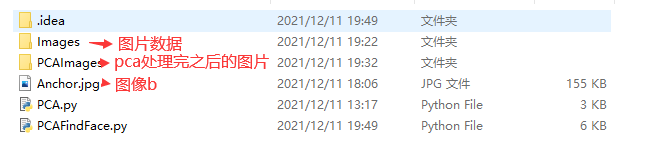 .idea 2021/12/11 19:49 文件夹
Images 图片数据 2021/12/11 19:22 文件夹
PCAImages pca处理完之后的图片 2021/12/11 19:32 文件夹
Anchor.jpg 图像b 2021/12/11 18:06 JPG 文件 155 KB
PCA.py 2021/12/11 13:17 Python File 3 KB
PCAFindFace.py 2021/12/11 19:49 Python File 6 KB